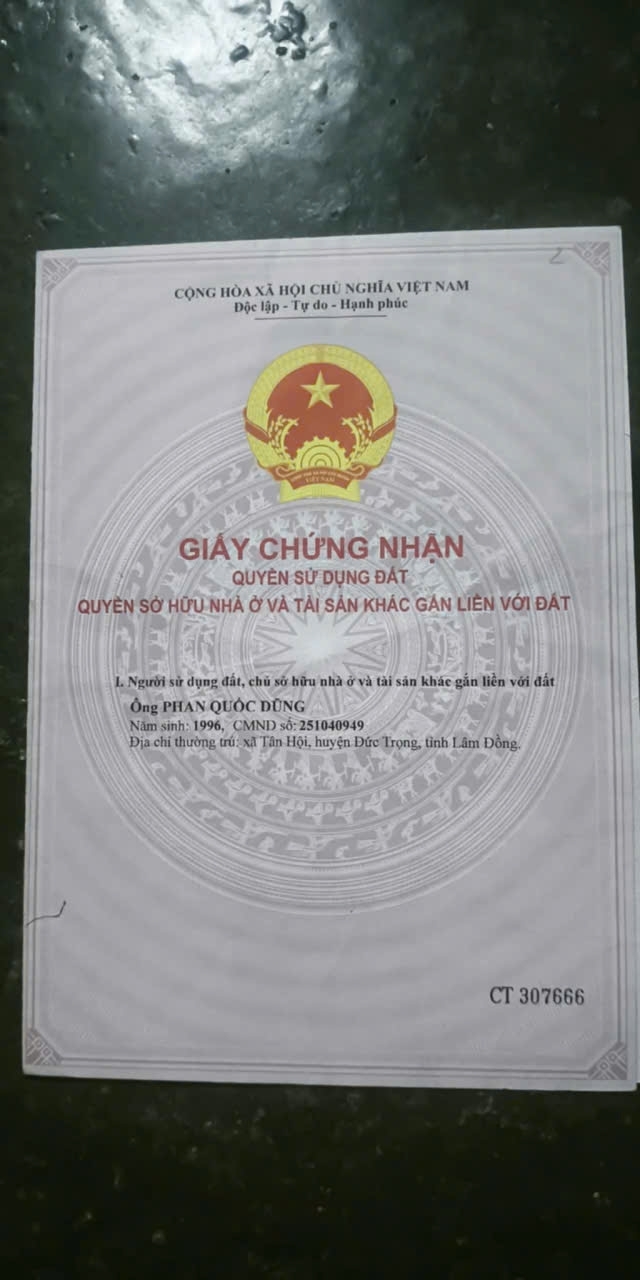 CỘNG HÒA XÃ HỘI CHỦ NGHĨA VIỆT NAM
Độc lập - Tự do - Hạnh phúc
VIỆT NAM
GIẤY CHỨNG NHẬN
QUYỀN SỬ DỤNG ĐẤT
QUYỀN SỞ HỮU NHÀ Ở VÀ TÀI SẢN KHÁC GẮN LIỀN VỚI ĐẤT
I. Người sử dụng đất, chủ sở hữu nhà ở và tài sản khác gắn liền với đất
Ông PHAN QUỐC DŨNG
Năm sinh: 1996, CMND số: 251040949
Địa chỉ thường trú: xã Tân Hội, huyện Đức Trọng, tỉnh Lâm Đồng.
CT 307666